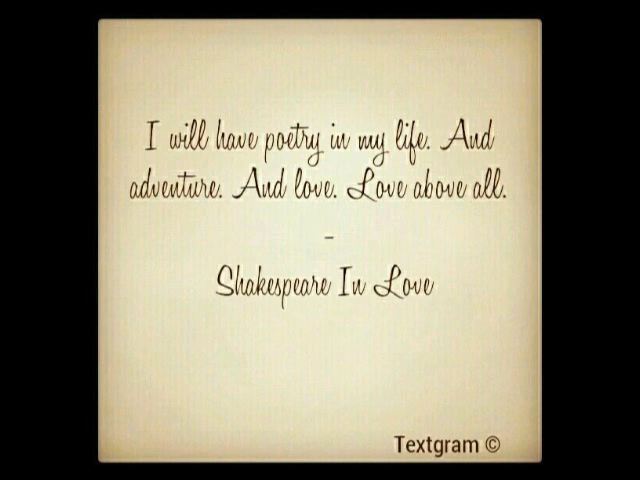 I will have poetry in my life. And
adventure. And love. Love above all.
-
Shakespeare In Love
Textgram ©